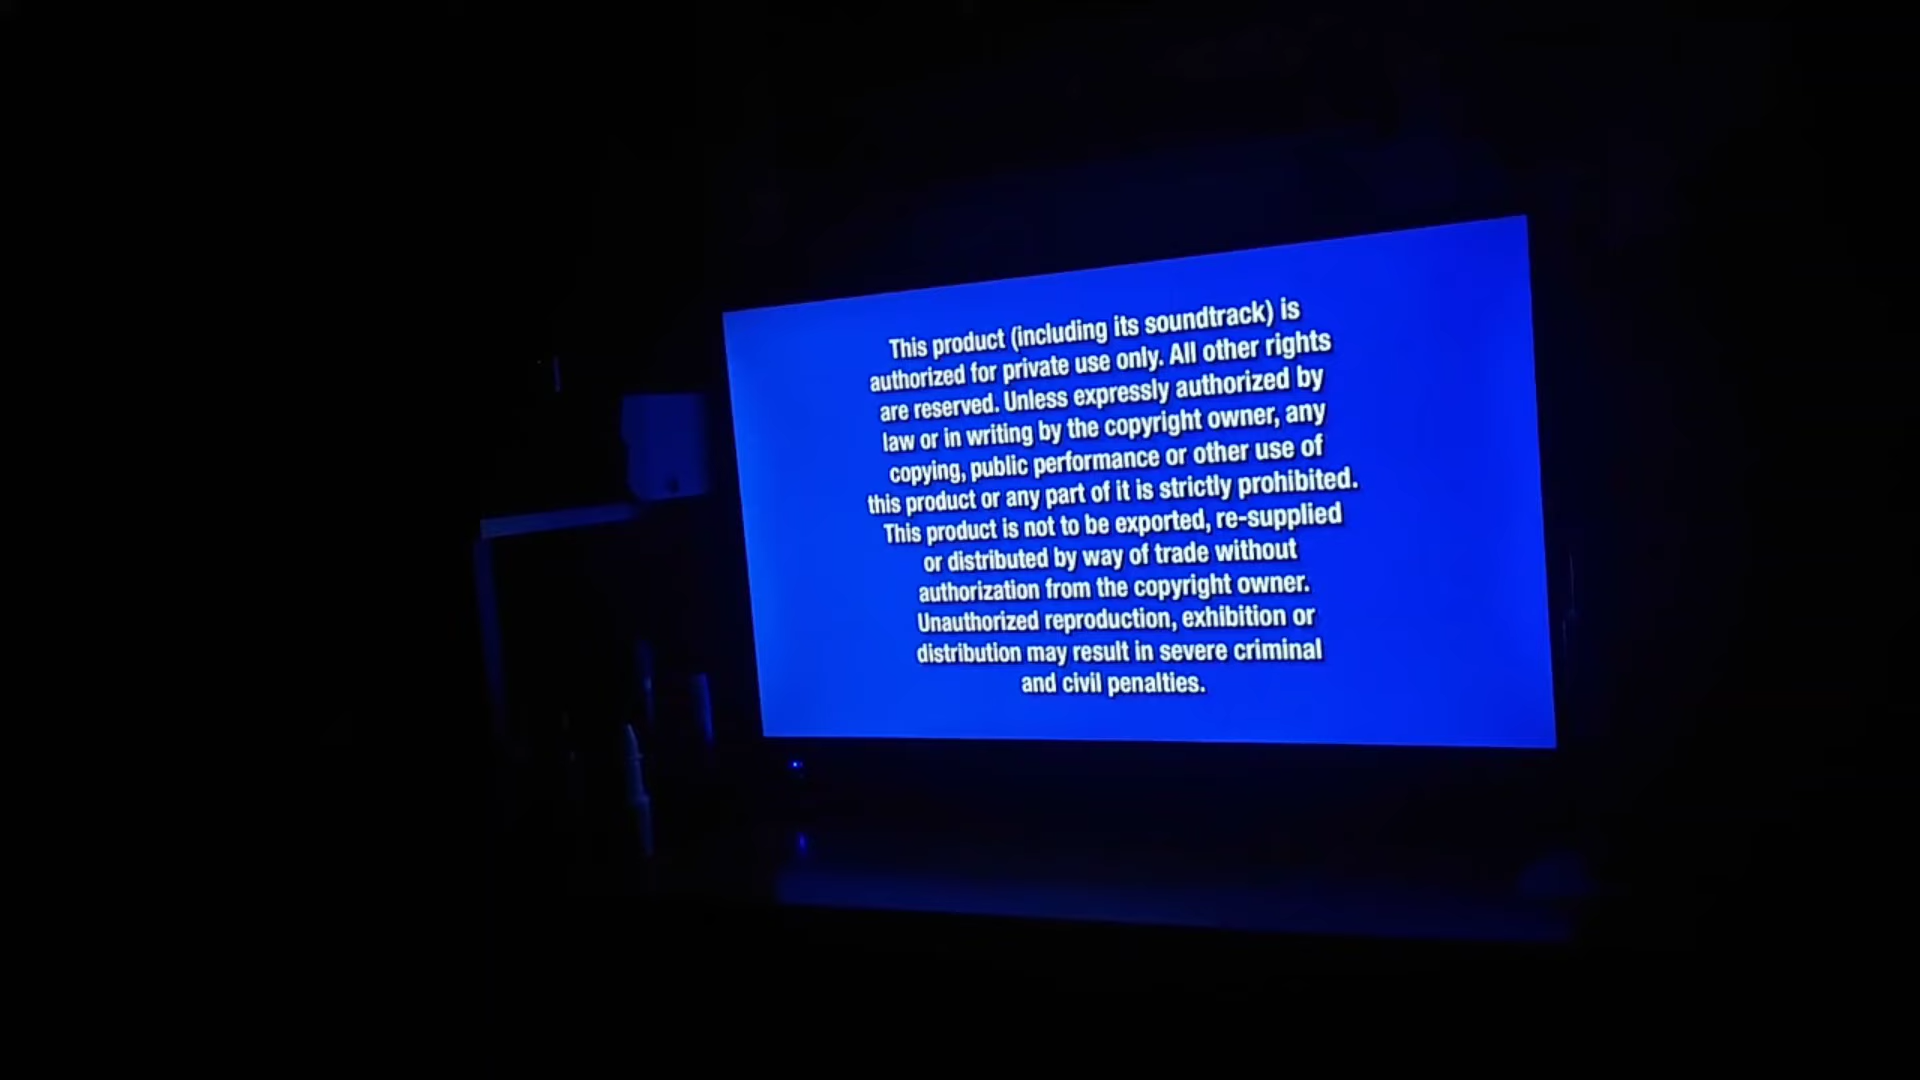 This product (including its soundtrack) is
authorized for private use only. All other rights
are reserved. Unless expressly authorized by
law or in writing by the copyright owner, any
copying, public performance or other use of
this product or any part of it is strictly prohibited.
This product is not to be exported, re-supplied
or distributed by way of trade without
authorization from the copyright owner.
Unauthorized reproduction, exhibition or
distribution may result in severe criminal
and civil penalties.